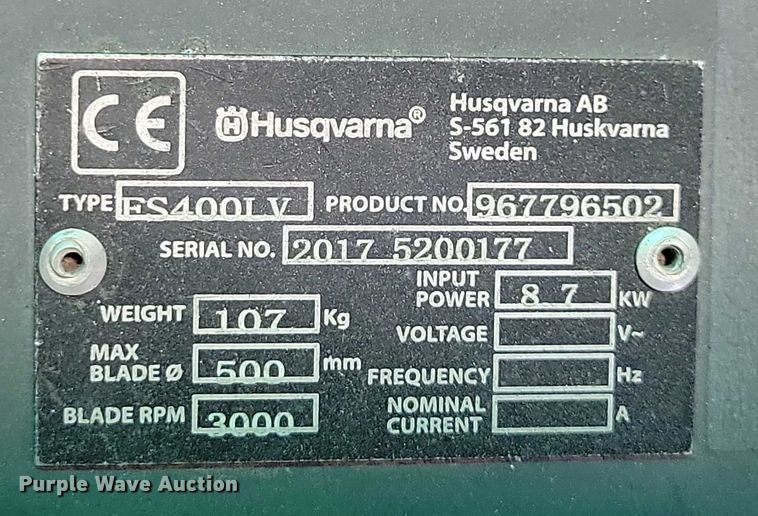 CE Husqvarna® Husqvarna AB
S-561 82 Huskvarna
Sweden
TYPE FS400LV PRODUCT NO. 967796502
SERIAL NO. 2017 5200177
WEIGHT 107 Kg
MAX BLADE Ø 500 mm
BLADE RPM 3000
INPUT POWER 8 7 KW
VOLTAGE V~
FREQUENCY Hz
NOMINAL CURRENT A
Purple Wave Auction